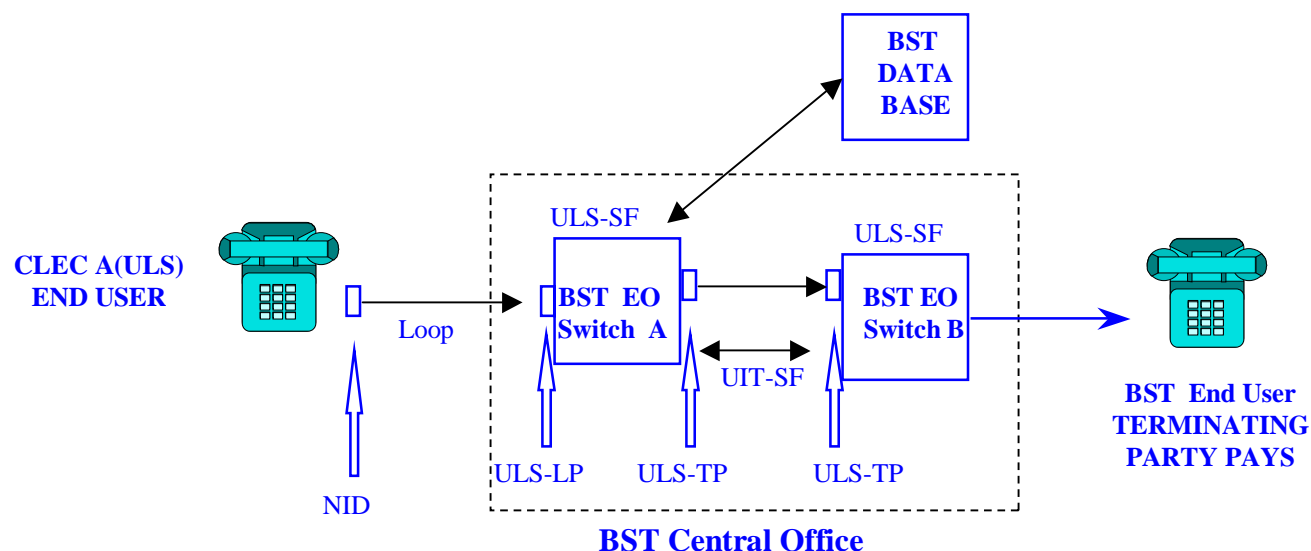 BST
DATA
BASE
ULS-SF
ULS-SF
CLEC A(ULS)
END USER
BST EO
Switch A
BST EO
Switch B
Loop
UIT-SF
BST End User
TERMINATING
PARTY PAYS
ULS-LP
ULS-TP
ULS-TP
NID
BST Central Office